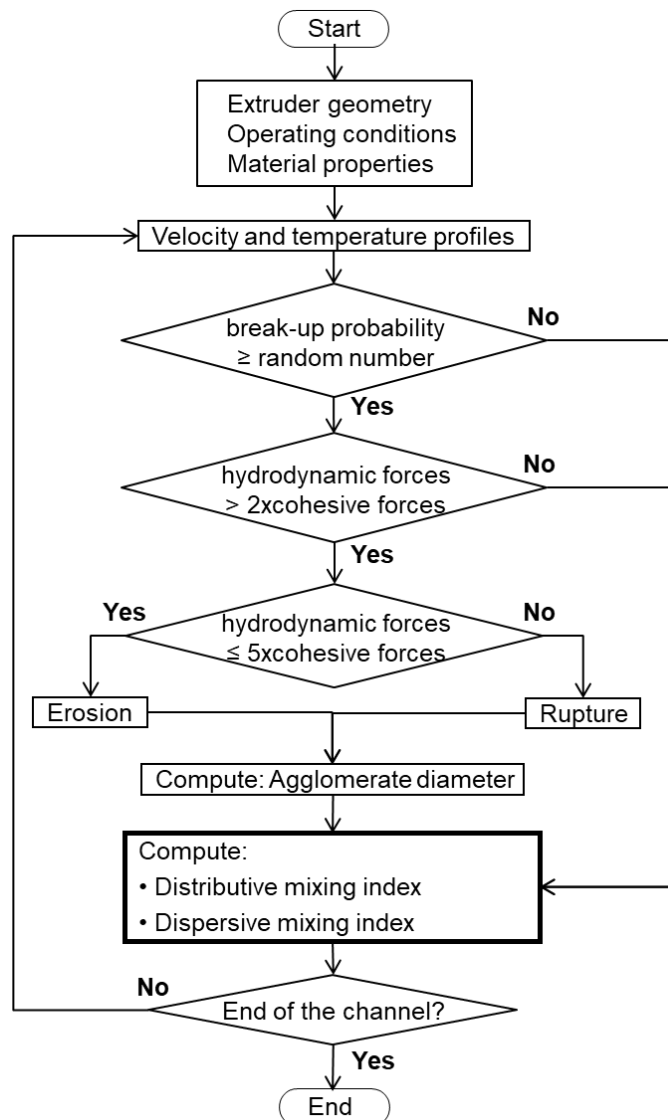 Start
Extruder geometry
Operating conditions
Material properties
Velocity and temperature profiles
break-up probability
≥ random number
No
Yes
hydrodynamic forces
> 2xcohesive forces
No
Yes
hydrodynamic forces
≤ 5xcohesive forces
Yes
No
Erosion
Rupture
Compute: Agglomerate diameter
Compute:
• Distributive mixing index
• Dispersive mixing index
No
End of the channel?
Yes
End